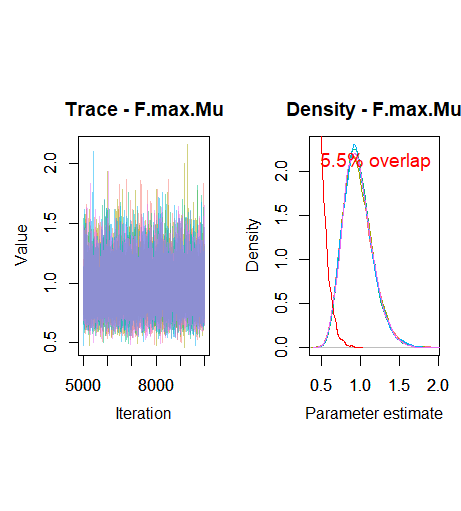 Trace - F.max.Mu
Value
0.5
1.0
1.5
2.0
5000
8000
Iteration
Density - F.max.Mu
5.5% overlap
Density
0.0
0.5
1.0
1.5
2.0
0.5
1.0
1.5
2.0
Parameter estimate